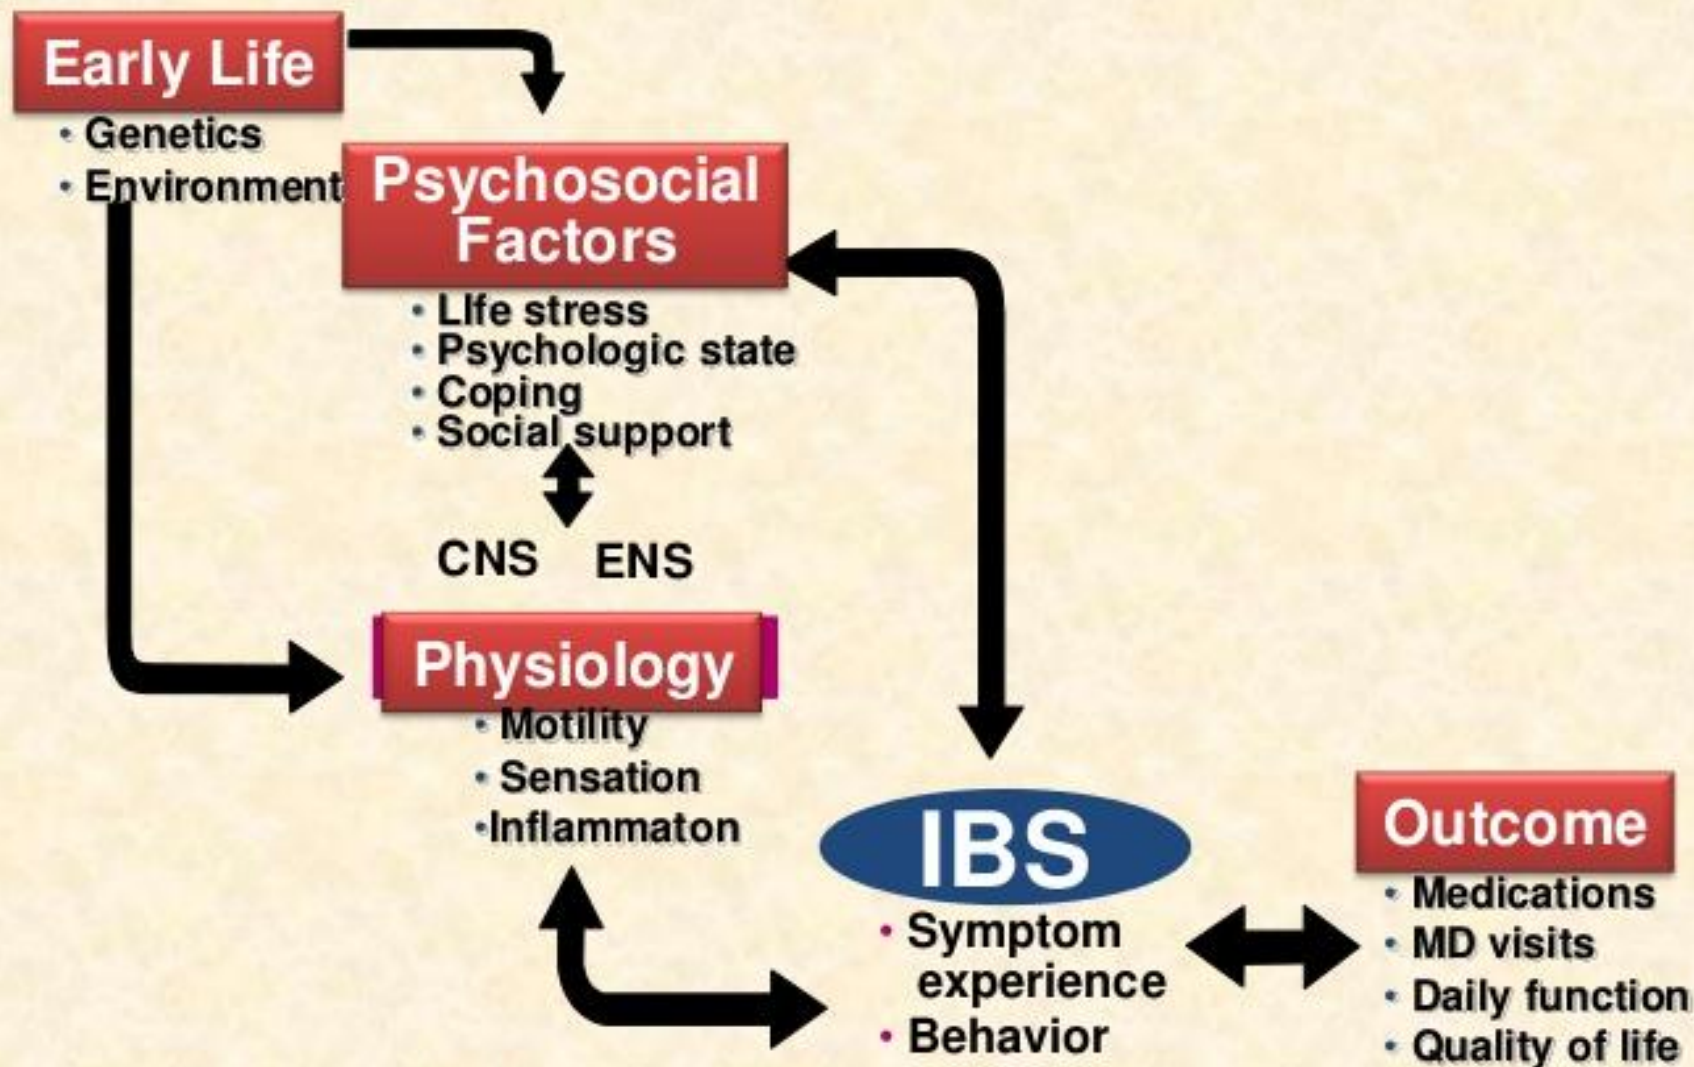 Early Life
• Genetics
• Environment
Psychosocial
Factors
• LIfe stress
• Psychologic state
• Coping
• Social support
CNS ENS
Physiology
• Motility
• Sensation
•Inflammaton
IBS
• Symptom
experience
• Behavior
Outcome
• Medications
• MD visits
• Daily function
• Quality of life